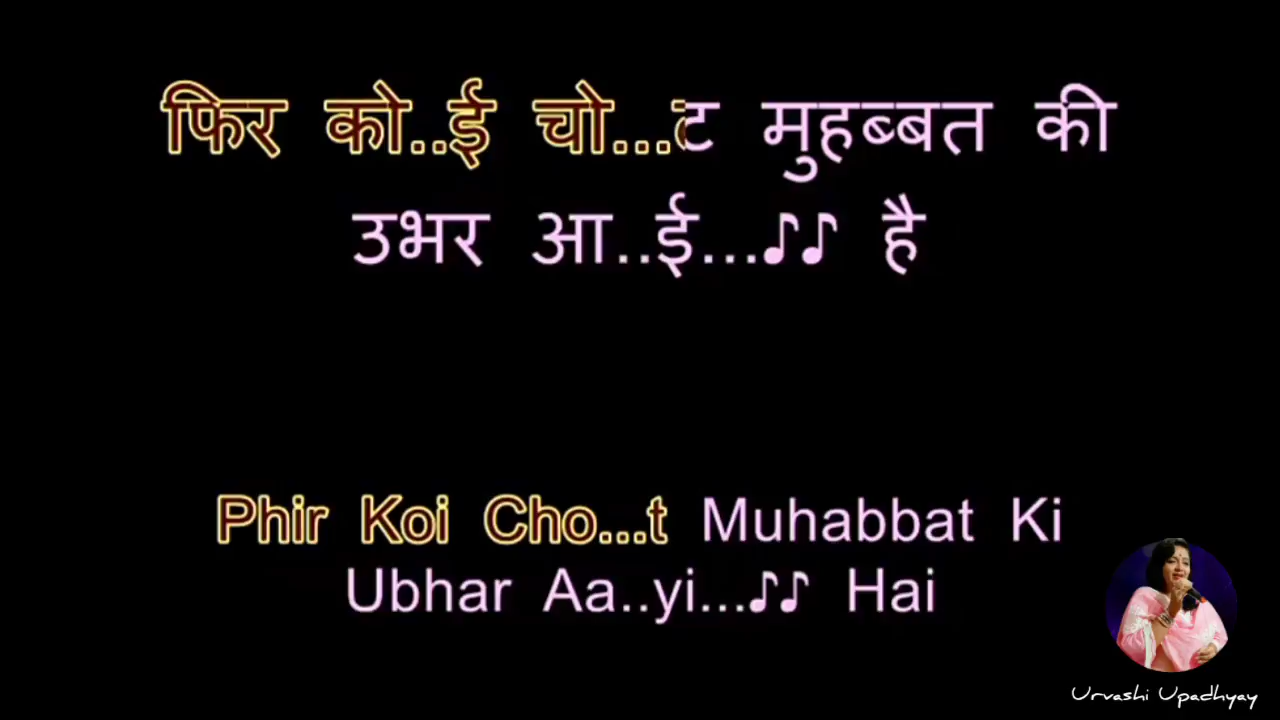 फिर को..ई चो...ट मुहब्बत की
उभर आ..ई...♪♪ है
Phir Koi Cho...t Muhabbat Ki
Ubhar Aa..yi...♪♪ Hai
Urvashi Upadhyay